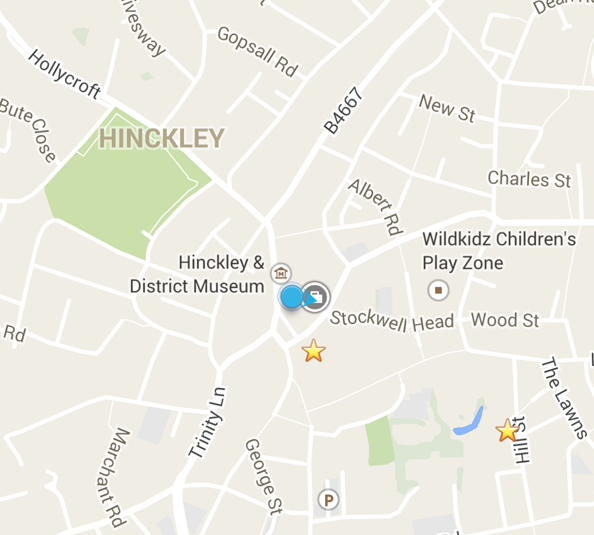 ivesway
Gopsall Rd
Hollycroft
B4667
New St
Bute Close
HINCKLEY
Charles St
Albert Rd
Wildkidz Children's
Play Zone
Hinckley &
District Museum
Stockwell Head
Wood St
Rd
The Lawns
Trinity Ln
Hill St
Marchant Rd
George St
P